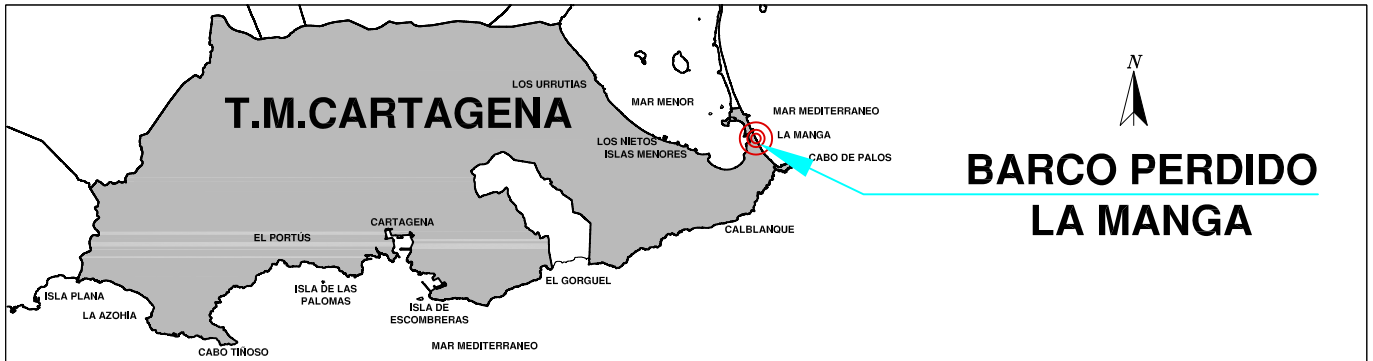 N
LOS URRUTIAS
MAR MENOR
T.M.CARTAGENA
MAR MEDITERRANEO
LA MANGA
LOS NIETOS
ISLAS MENORES
CABO DE PALOS
BARCO PERDIDO
LA MANGA
CARTAGENA
CALBLANQUE
EL PORTÚS
EL GORGUEL
ISLA PLANA
ISLA DE LAS
PALOMAS
LA AZOHÍA
ISLA DE
ESCOMBRERAS
CABO TIÑOSO
MAR MEDITERRANEO